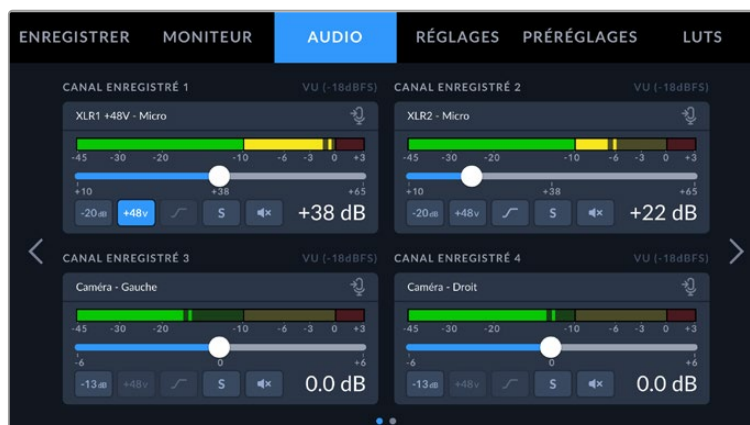 ENREGISTRER MONITEUR AUDIO RÉGLAGES PRÉRÉGLAGES LUTS
CANAL ENREGISTRÉ 1 VU (-18dBFS)
XLR1 +48V - Micro
-45 -30 -20 -10 -6 -3 0 +3
+10 +38 +65
-20dB +48V S +38 dB
CANAL ENREGISTRÉ 2 VU (-18dBFS)
XLR2 - Micro
-45 -30 -20 -10 -6 -3 0 +3
+10 +38 +65
-20dB +48V S +22 dB
CANAL ENREGISTRÉ 3 VU (-18dBFS)
Caméra - Gauche
-45 -30 -20 -10 -6 -3 0 +3
-6 0 +6
-13dB +48V S 0.0 dB
CANAL ENREGISTRÉ 4 VU (-18dBFS)
Caméra - Droit
-45 -30 -20 -10 -6 -3 0 +3
-6 0 +6
-13dB +48V S 0.0 dB